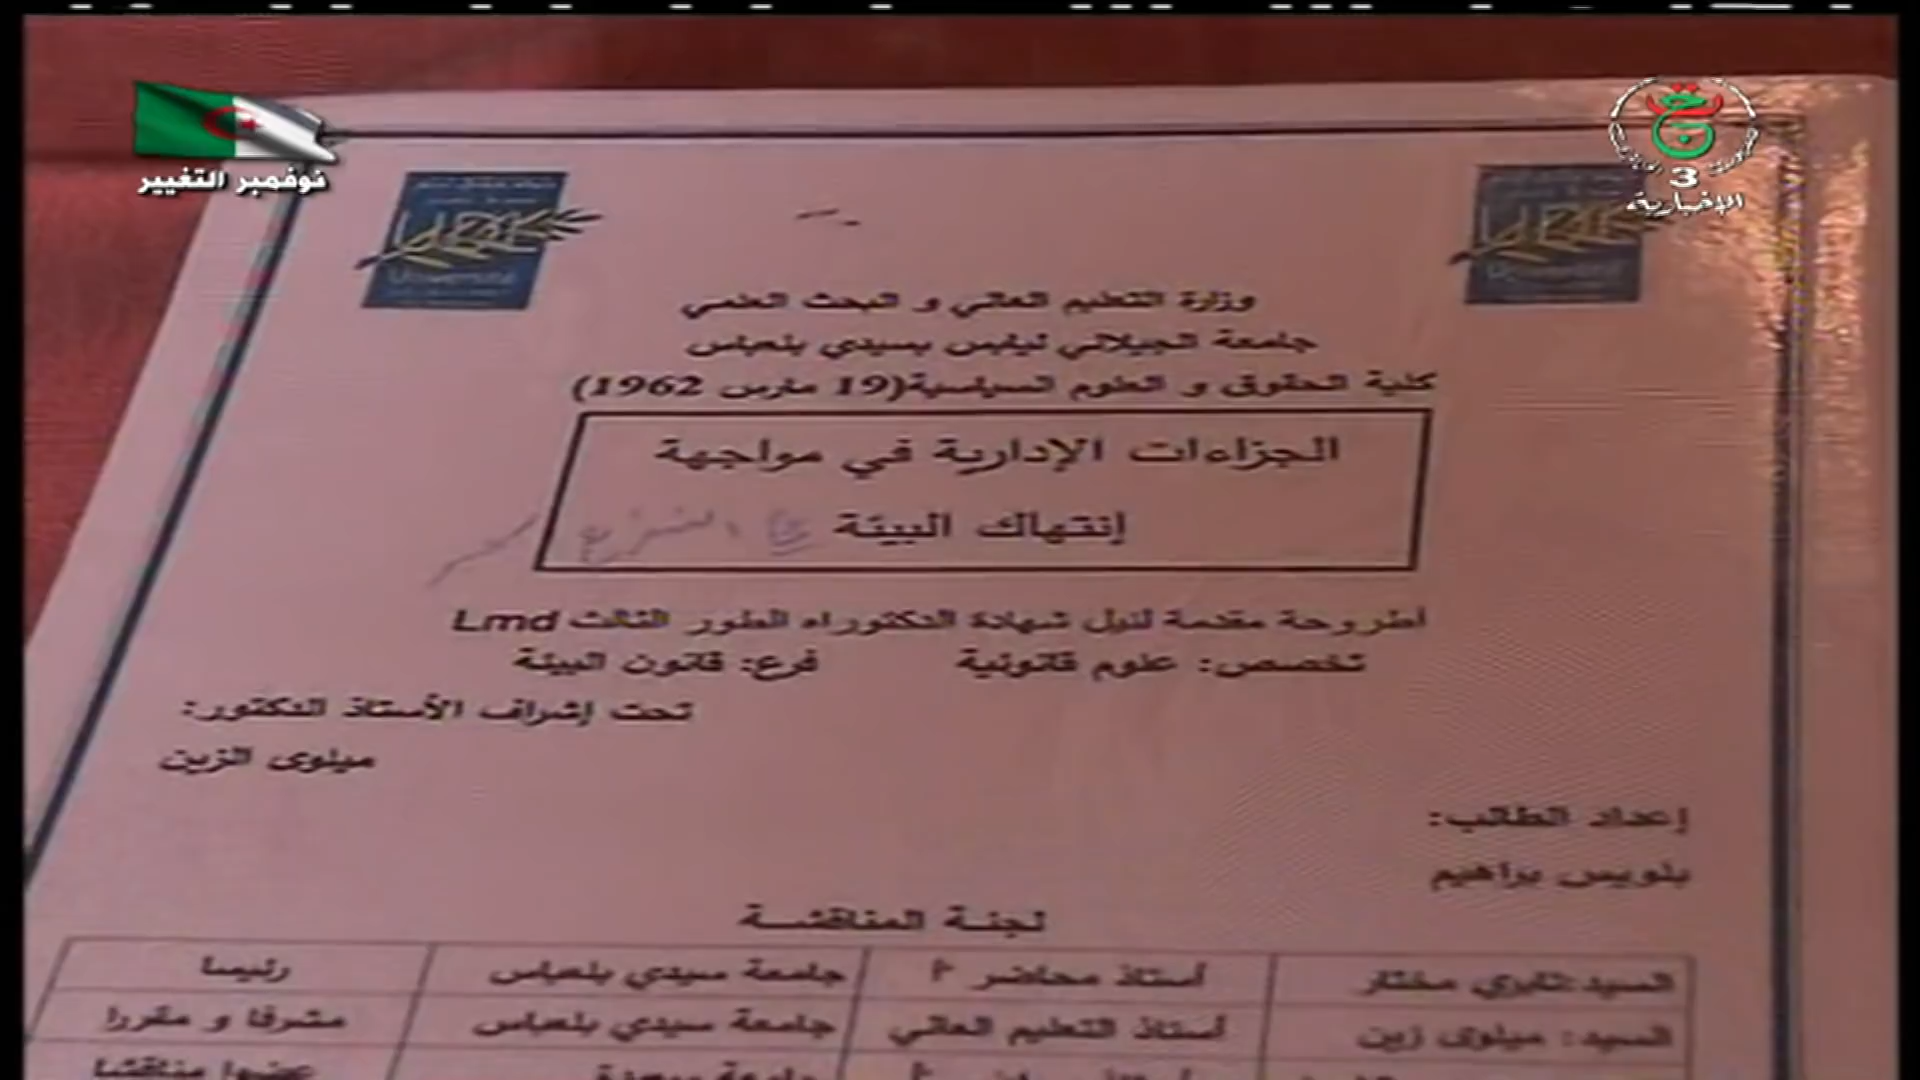 نوفمبر التغيير
3
الإخبارية
وزارة التعليم العالي و البحث العلمي
جامعة الجيلالي ليابس بسيدي بلعباس
كلية الحقوق و العلوم السياسية(19 مارس 1962)
الجزاءات الإدارية في مواجهة
إنتهاك البيئة
أطروحة مقدمة لنيل شهادة الدكتوراه الطور الثالث Lmd
تخصص: علوم قانونية فرع: قانون البيئة
تحت إشراف الأستاذ الدكتور:
ميلوى الزين
إعداد الطالب:
بلويس براهيم
لجنة المناقشة
السيد: مختار أستاذ محاضر أ جامعة سيدي بلعباس رئيسا
السيد: ميلوى زين أستاذ التعليم العالي جامعة سيدي بلعباس مشرفا و مقررا
عضوا مناقشا